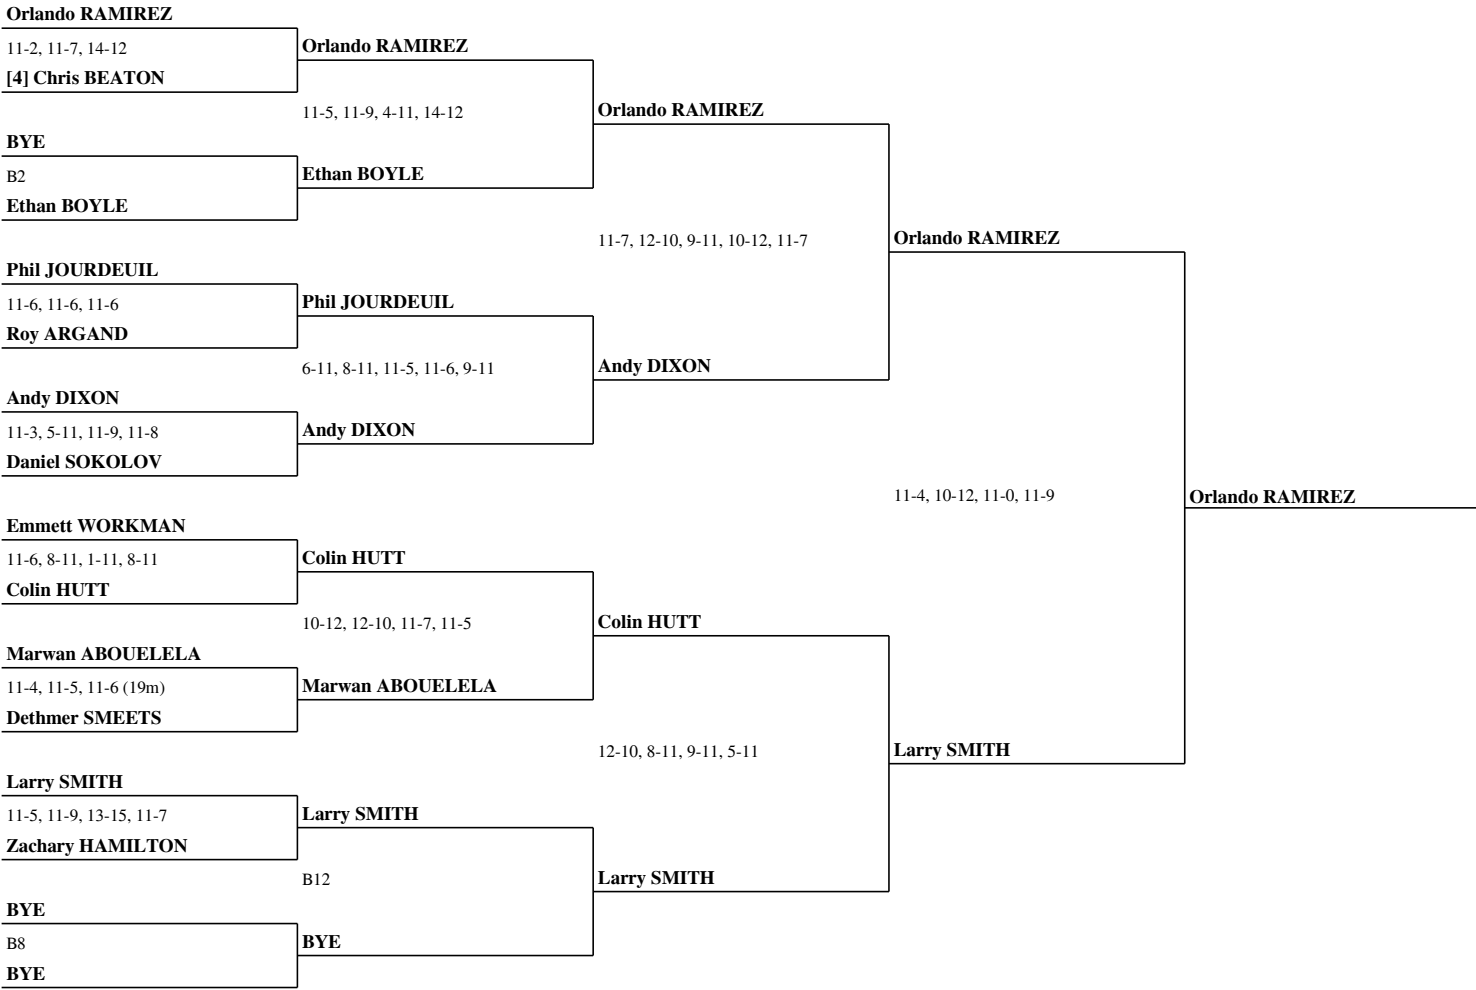 Orlando RAMIREZ
11-2, 11-7, 14-12
[4] Chris BEATON
BYE
B2
Ethan BOYLE
Phil JOURDEUIL
11-6, 11-6, 11-6
Roy ARGAND
Andy DIXON
11-3, 5-11, 11-9, 11-8
Daniel SOKOLOV
Emmett WORKMAN
11-6, 8-11, 1-11, 8-11
Colin HUTT
Marwan ABOUELELA
11-4, 11-5, 11-6 (19m)
Dethmer SMEETS
Larry SMITH
11-5, 11-9, 13-15, 11-7
Zachary HAMILTON
BYE
B8
BYE
Orlando RAMIREZ
11-5, 11-9, 4-11, 14-12
Ethan BOYLE
Phil JOURDEUIL
6-11, 8-11, 11-5, 11-6, 9-11
Andy DIXON
Colin HUTT
10-12, 12-10, 11-7, 11-5
Marwan ABOUELELA
Larry SMITH
B12
BYE
Orlando RAMIREZ
11-7, 12-10, 9-11, 10-12, 11-7
Andy DIXON
Colin HUTT
12-10, 8-11, 9-11, 5-11
Larry SMITH
Orlando RAMIREZ
11-4, 10-12, 11-0, 11-9
Larry SMITH
Orlando RAMIREZ